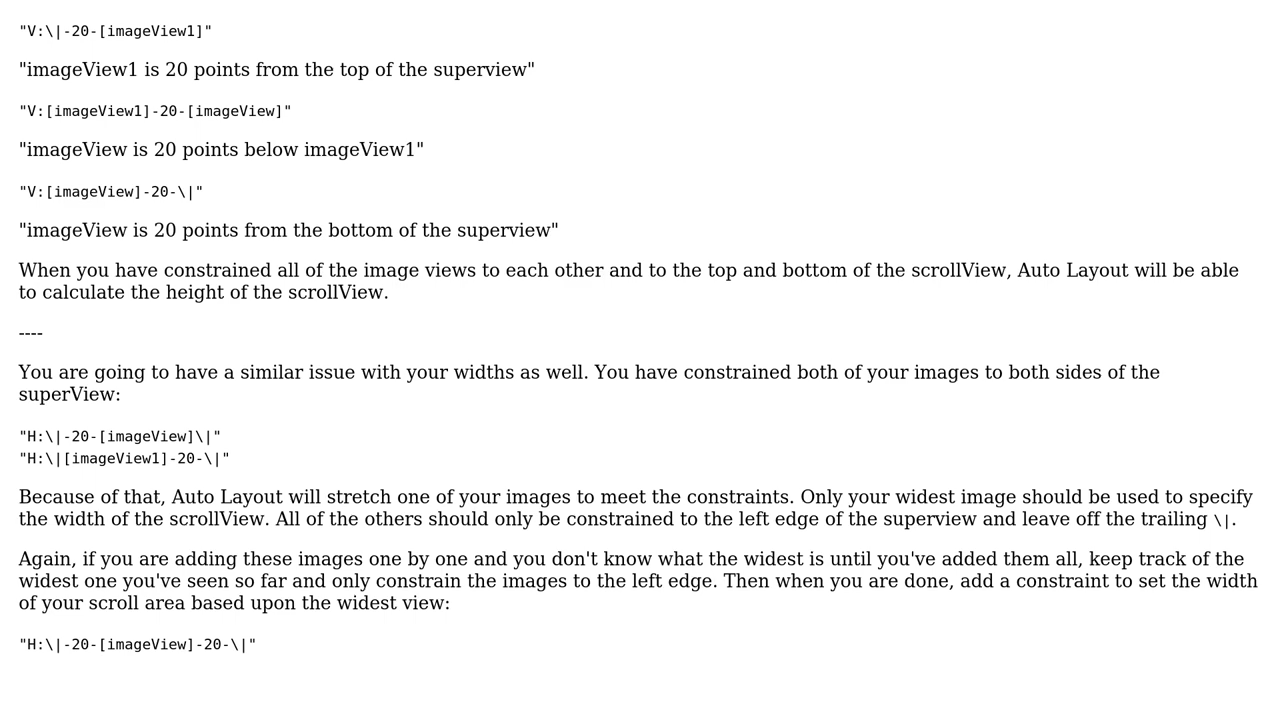 "V:\|-20-[imageView1]"
"imageView1 is 20 points from the top of the superview"
"V:[imageView1]-20-[imageView]"
"imageView is 20 points below imageView1"
"V:[imageView]-20-\|"
"imageView is 20 points from the bottom of the superview"
When you have constrained all of the image views to each other and to the top and bottom of the scrollView, Auto Layout will be able
to calculate the height of the scrollView.
----
You are going to have a similar issue with your widths as well. You have constrained both of your images to both sides of the
superView:
"H:\|-20-[imageView]\|"
"H:\|[imageView1]-20-\|"
Because of that, Auto Layout will stretch one of your images to meet the constraints. Only your widest image should be used to specify
the width of the scrollView. All of the others should only be constrained to the left edge of the superview and leave off the trailing \|.
Again, if you are adding these images one by one and you don't know what the widest is until you've added them all, keep track of the
widest one you've seen so far and only constrain the images to the left edge. Then when you are done, add a constraint to set the width
of your scroll area based upon the widest view:
"H:\|-20-[imageView]-20-\|"